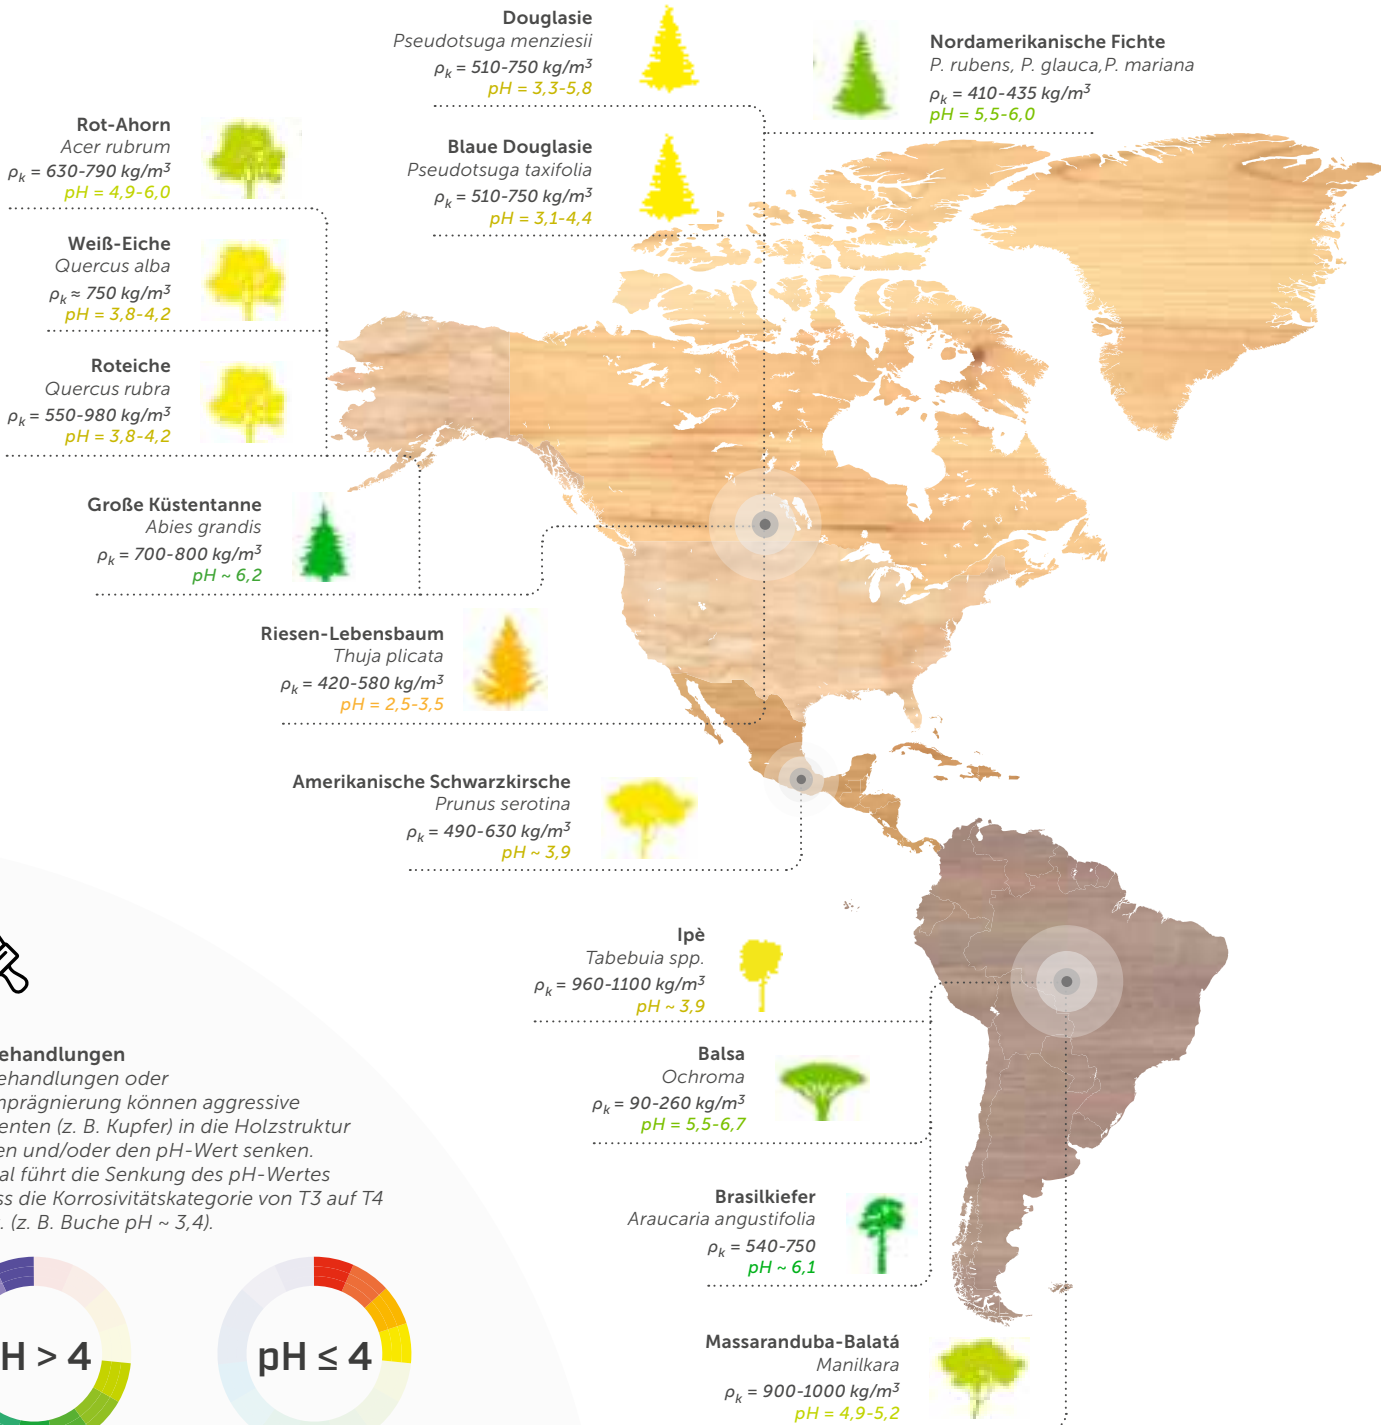 Douglasie
Pseudotsuga menziesii
ρk = 510-750 kg/m³
pH = 3,3-5,8
Nordamerikanische Fichte
P. rubens, P. glauca,P. mariana
ρk = 410-435 kg/m³
pH = 5,5-6,0
Rot-Ahorn
Acer rubrum
ρk = 630-790 kg/m³
pH = 4,9-6,0
Blaue Douglasie
Pseudotsuga taxifolia
ρk = 510-750 kg/m³
pH = 3,1-4,4
Weiß-Eiche
Quercus alba
ρk ≈ 750 kg/m³
pH = 3,8-4,2
Roteiche
Quercus rubra
ρk = 550-980 kg/m³
pH = 3,8-4,2
Große Küstentanne
Abies grandis
ρk = 700-800 kg/m³
pH ~ 6,2
Riesen-Lebensbaum
Thuja plicata
ρk = 420-580 kg/m³
pH = 2,5-3,5
Amerikanische Schwarzkirsche
Prunus serotina
ρk = 490-630 kg/m³
pH ~ 3,9
Ipè
Tabebuia spp.
ρk = 960-1100 kg/m³
pH ~ 3,9
Balsa
Ochroma
ρk = 90-260 kg/m³
pH = 5,5-6,7
Brasilkiefer
Araucaria angustifolia
ρk = 540-750
pH ~ 6,1
Massaranduba-Balatá
Manilkara
ρk = 900-1000 kg/m³
pH = 4,9-5,2
ehandlungen
ehandlungen oder
nprägnierung können aggressive
enten (z. B. Kupfer) in die Holzstruktur
en und/oder den pH-Wert senken.
al führt die Senkung des pH-Wertes
ss die Korrosivitätskategorie von T3 auf T4
. (z. B. Buche pH ~ 3,4).
H > 4
pH ≤ 4